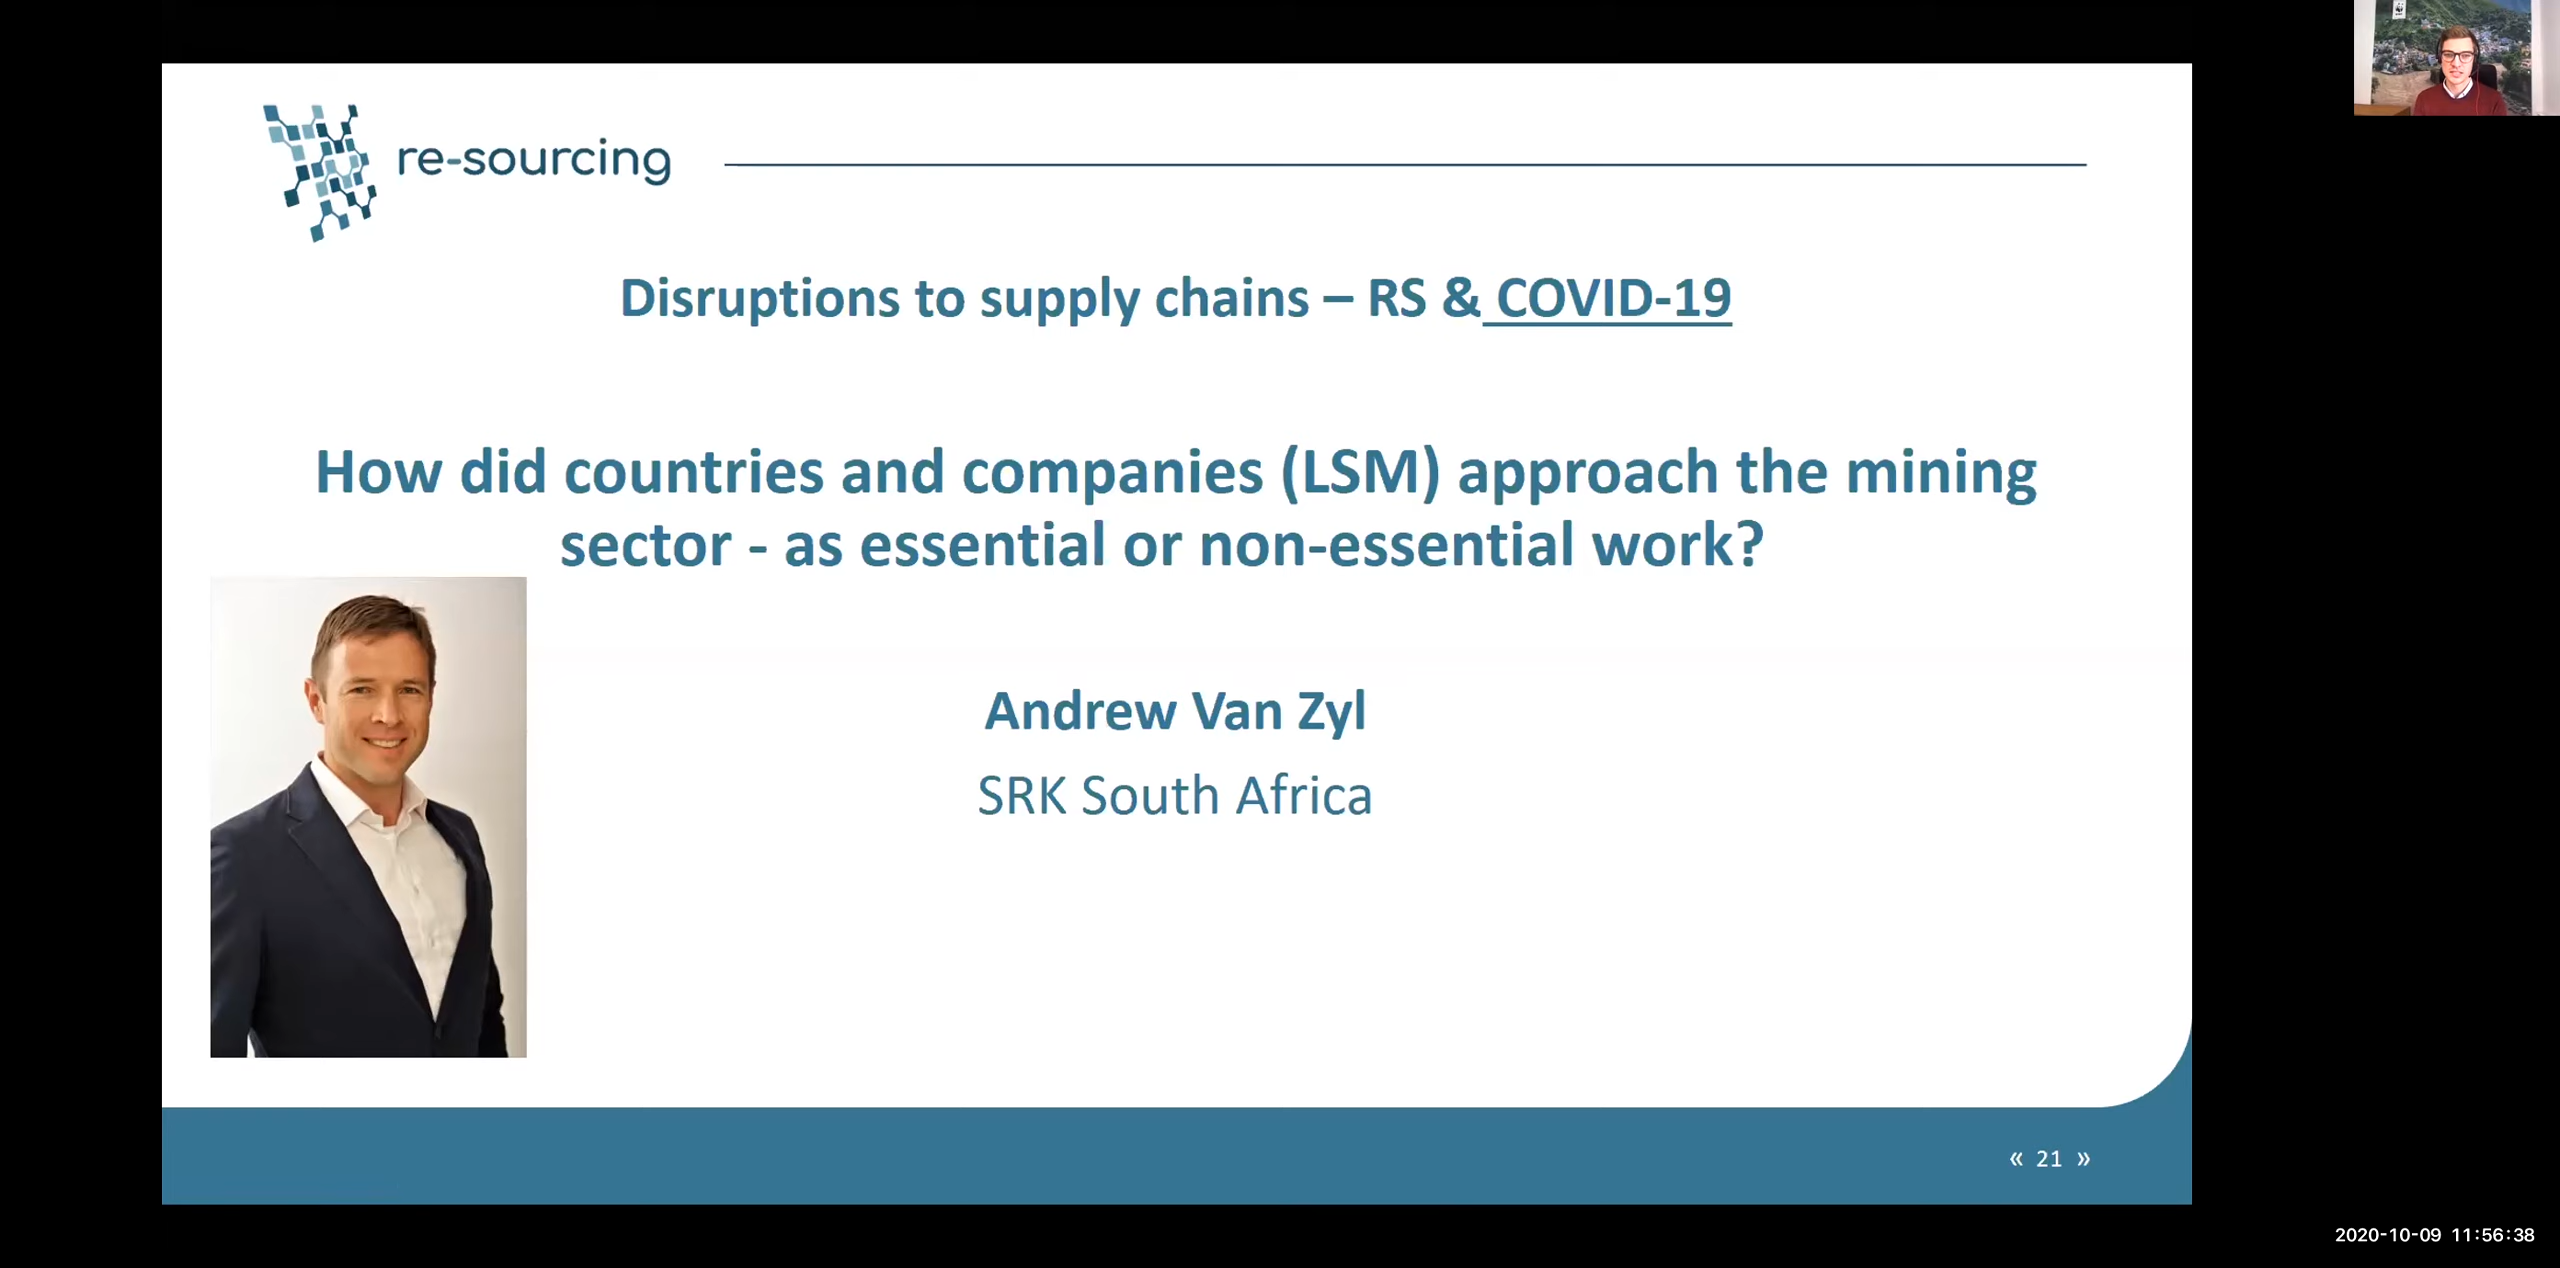 re-sourcing
Disruptions to supply chains – RS & COVID-19
How did countries and companies (LSM) approach the mining
sector - as essential or non-essential work?
Andrew Van Zyl
SRK South Africa
« 21 »
2020-10-09 11:56:38